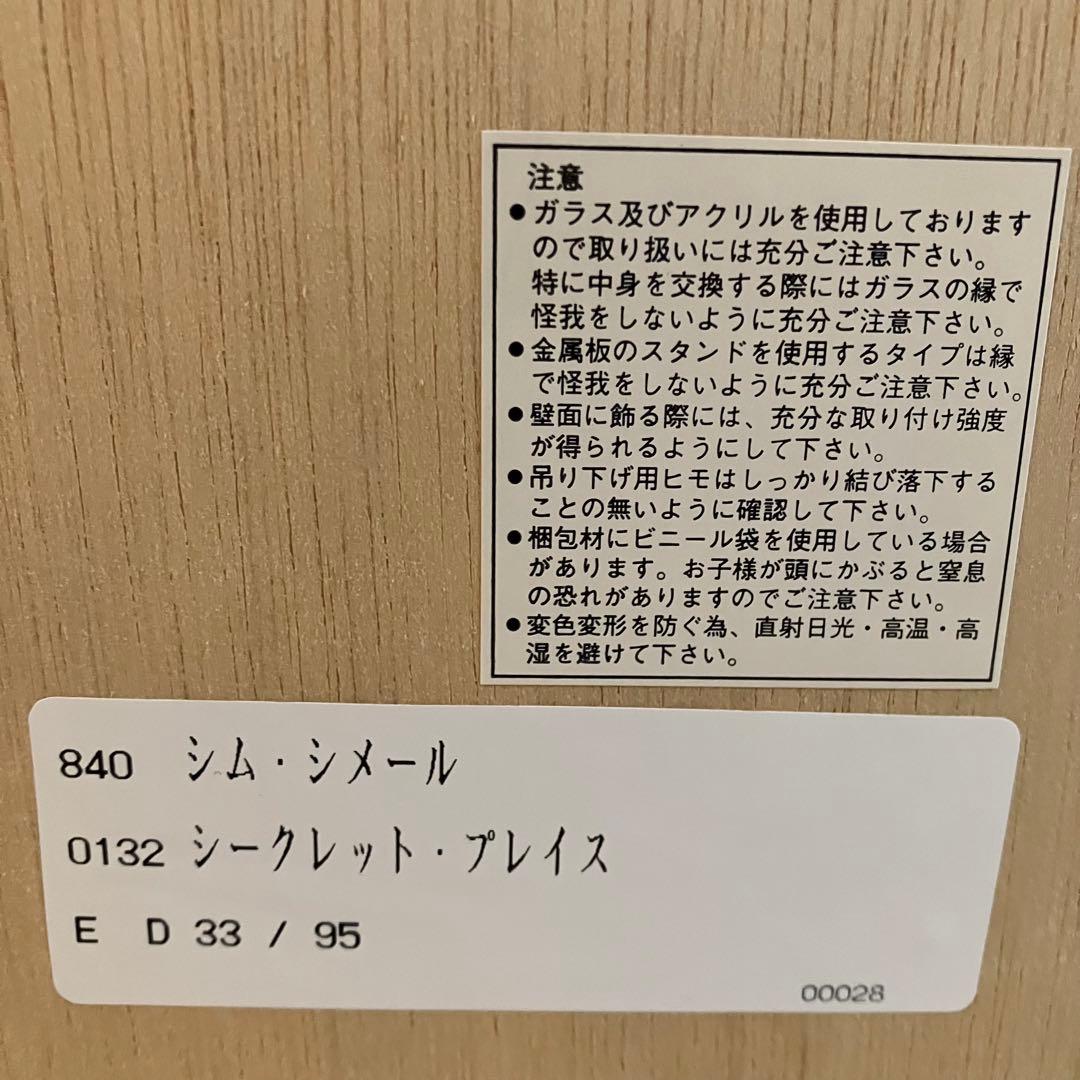 注意
●ガラス及びアクリルを使用しております
ので取り扱いには充分ご注意下さい。
特に中身を交換する際にはガラスの縁で
怪我をしないように充分ご注意下さい。
●金属板のスタンドを使用するタイプは縁
で怪我をしないように充分ご注意下さい。
●壁面に飾る際には、充分な取り付け強度
が得られるようにして下さい。
●吊り下げ用ヒモはしっかり結び落下する
ことの無いように確認して下さい。
●梱包材にビニール袋を使用している場合
があります。お子様が頭にかぶると窒息
の恐れがありますのでご注意下さい。
●変色変形を防ぐ為、直射日光・高温・高
湿を避けて下さい。
840 シム・シメール
0132 シークレット・プレイス
E D 33 / 95
00028